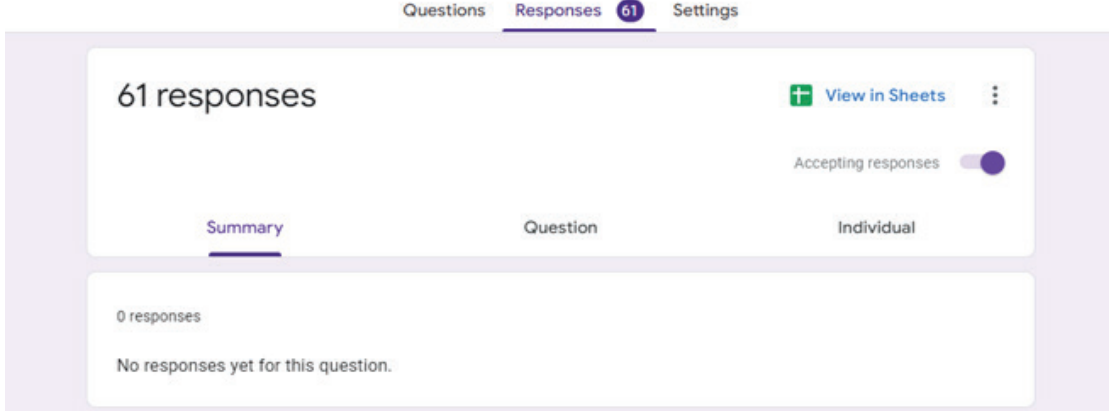 Questions Responses 61 Settings
61 responses
View in Sheets
Accepting responses
Summary Question Individual
0 responses
No responses yet for this question.